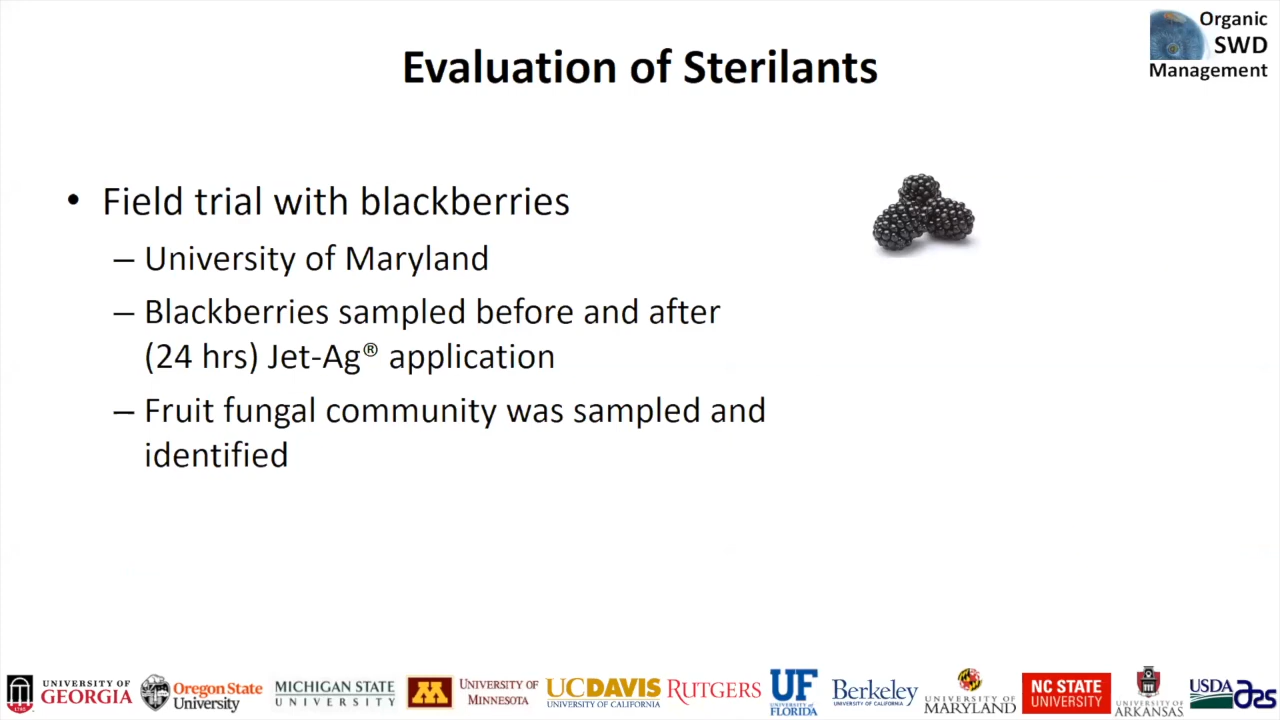 Organic
SWD
Management
Evaluation of Sterilants
• Field trial with blackberries
– University of Maryland
– Blackberries sampled before and after
(24 hrs) Jet-Ag® application
– Fruit fungal community was sampled and
identified
UNIVERSITY OF
GEORGIA
1785
Oregon State
University
MICHIGAN STATE
UNIVERSITY
M
UNIVERSITY OF
MINNESOTA
UCDAVIS
UNIVERSITY OF CALIFORNIA
RUTGERS
UF
UNIVERSITY of
FLORIDA
Berkeley
UNIVERSITY OF CALIFORNIA
UNIVERSITY OF
MARYLAND
NC STATE
UNIVERSITY
UNIVERSITY OF
ARKANSAS
USDA
ars